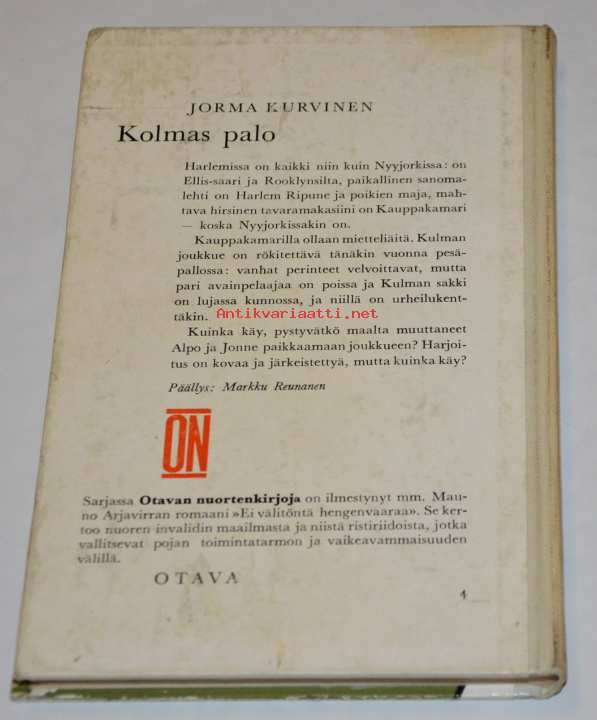 JORMA KURVINEN
Kolmas palo
Harlemissa on kaikki niin kuin Nyyjorkissa: on
Ellis-saari ja Rooklynsilta, paikallinen sanoma-
lehti on Harlem Ripune ja poikien maja, mah-
tava hirsinen tavaramakasiini on Kauppakamari
— koska Nyyjorkissakin on.
Kauppakamarilla ollaan mietteliäitä. Kulman
joukkue on rökitettävä tänäkin vuonna pesä-
pallossa: vanhat perinteet velvoittavat, mutta
pari avainpelaajaa on poissa ja Kulman sakki
on lujassa kunnossa, ja niillä on urheilukent-
täkin.
Antikvariaatti.net
Kuinka käy, pystyvätkö maalta muuttaneet
Alpo ja Jonne paikkaamaan joukkueen? Harjoi-
tus on kovaa ja järkeistettyä, mutta kuinka käy?
Päällys: Markku Reunanen
ON
Sarjassa Otavan nuortenkirjoja on ilmestynyt mm. Mau-
no Arjavirran romaani »Ei välitöntä hengenvaaraa». Se ker-
too nuoren invalidin maailmasta ja niistä ristiriidoista, jotka
vallitsevat pojan toimintatarmon ja vaikeavammaisuuden
välillä.
OTAVA
4